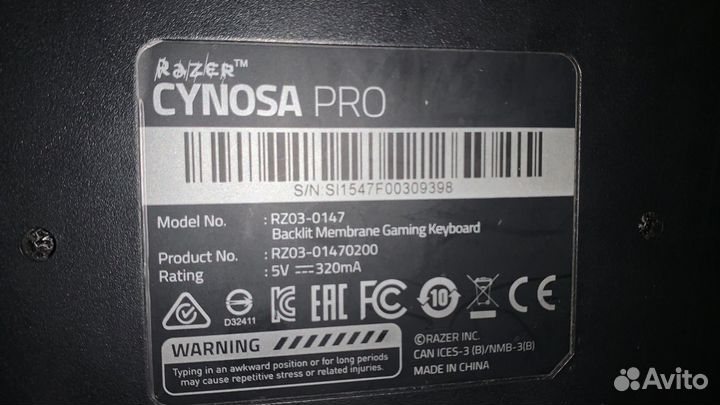 RAZER™
CYNOSA PRO
S/N:SI1547F00309398
Model No. : RZ03-0147
Backlit Membrane Gaming Keyboard
Product No. : RZ03-01470200
Rating : 5V ⎓ 320mA
D32411
EAC FC 10 CE
WARNING
Typing in an awkward position or for long periods
may cause repetitive stress or related injuries.
©RAZER INC.
CAN ICES-3 (B)/NMB-3(B)
MADE IN CHINA
Avito